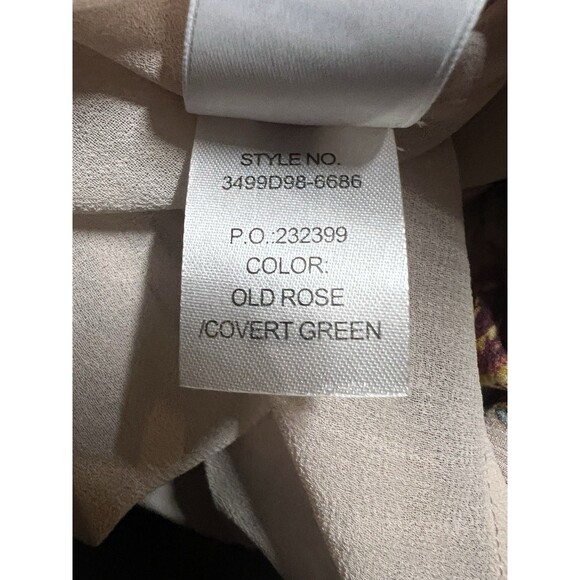 STYLE NO.
3499D98-6686
P.O.:232399
COLOR:
OLD ROSE
/COVERT GREEN